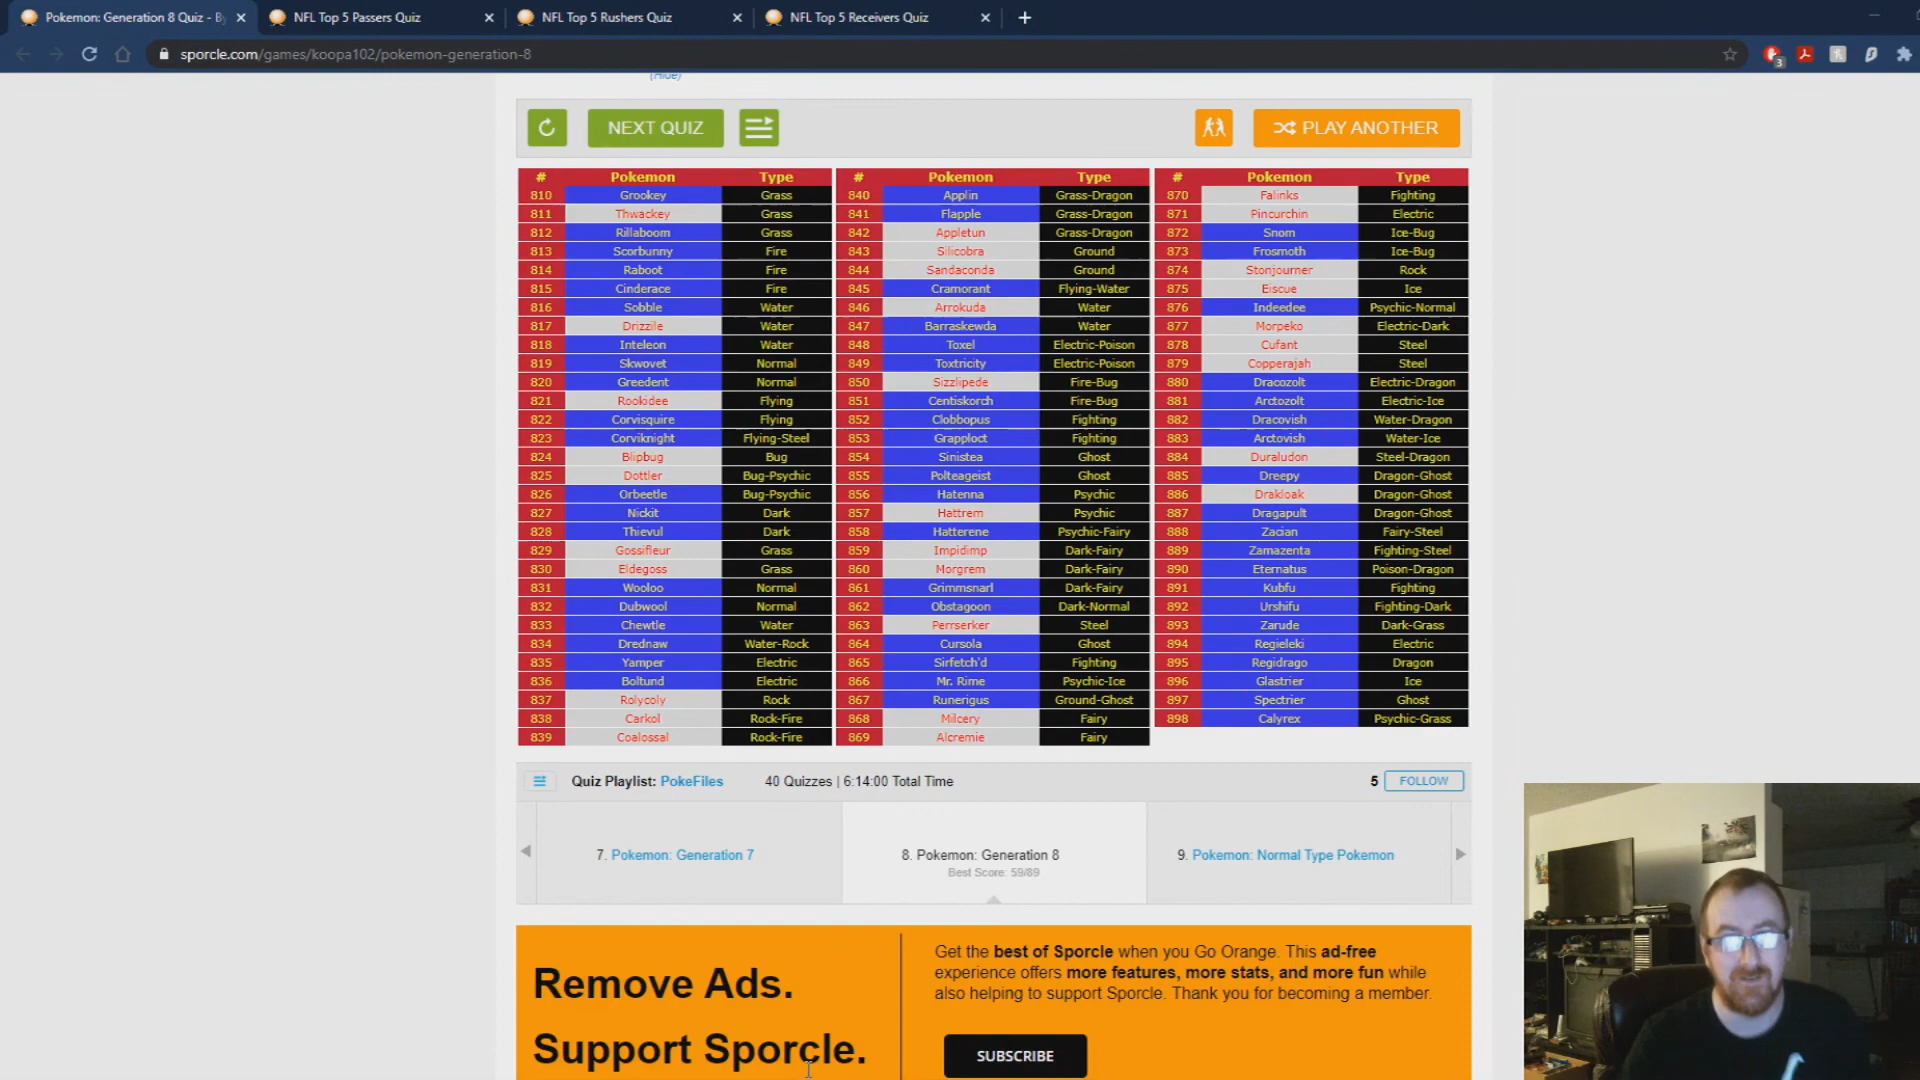 Pokemon: Generation 8 Quiz - By
NFL Top 5 Passers Quiz
NFL Top 5 Rushers Quiz
NFL Top 5 Receivers Quiz
sporcle.com/games/koopa102/pokemon-generation-8
3
(Hide)
NEXT QUIZ
PLAY ANOTHER
# Pokemon Type # Pokemon Type # Pokemon Type
810 Grookey Grass 840 Applin Grass-Dragon 870 Falinks Fighting
811 Thwackey Grass 841 Flapple Grass-Dragon 871 Pincurchin Electric
812 Rillaboom Grass 842 Appletun Grass-Dragon 872 Snom Ice-Bug
813 Scorbunny Fire 843 Silicobra Ground 873 Frosmoth Ice-Bug
814 Raboot Fire 844 Sandaconda Ground 874 Stonjourner Rock
815 Cinderace Fire 845 Cramorant Flying-Water 875 Eiscue Ice
816 Sobble Water 846 Arrokuda Water 876 Indeedee Psychic-Normal
817 Drizzile Water 847 Barraskewda Water 877 Morpeko Electric-Dark
818 Inteleon Water 848 Toxel Electric-Poison 878 Cufant Steel
819 Skwovet Normal 849 Toxtricity Electric-Poison 879 Copperajah Steel
820 Greedent Normal 850 Sizzlipede Fire-Bug 880 Dracozolt Electric-Dragon
821 Rookidee Flying 851 Centiskorch Fire-Bug 881 Arctozolt Electric-Ice
822 Corvisquire Flying 852 Clobbopus Fighting 882 Dracovish Water-Dragon
823 Corviknight Flying-Steel 853 Grapploct Fighting 883 Arctovish Water-Ice
824 Blipbug Bug 854 Sinistea Ghost 884 Duraludon Steel-Dragon
825 Dottler Bug-Psychic 855 Polteageist Ghost 885 Dreepy Dragon-Ghost
826 Orbeetle Bug-Psychic 856 Hatenna Psychic 886 Drakloak Dragon-Ghost
827 Nickit Dark 857 Hattrem Psychic 887 Dragapult Dragon-Ghost
828 Thievul Dark 858 Hatterene Psychic-Fairy 888 Zacian Fairy-Steel
829 Gossifleur Grass 859 Impidimp Dark-Fairy 889 Zamazenta Fighting-Steel
830 Eldegoss Grass 860 Morgrem Dark-Fairy 890 Eternatus Poison-Dragon
831 Wooloo Normal 861 Grimmsnarl Dark-Fairy 891 Kubfu Fighting
832 Dubwool Normal 862 Obstagoon Dark-Normal 892 Urshifu Fighting-Dark
833 Chewtle Water 863 Perrserker Steel 893 Zarude Dark-Grass
834 Drednaw Water-Rock 864 Cursola Ghost 894 Regieleki Electric
835 Yamper Electric 865 Sirfetch'd Fighting 895 Regidrago Dragon
836 Boltund Electric 866 Mr. Rime Psychic-Ice 896 Glastrier Ice
837 Rolycoly Rock 867 Runerigus Ground-Ghost 897 Spectrier Ghost
838 Carkol Rock-Fire 868 Milcery Fairy 898 Calyrex Psychic-Grass
839 Coalossal Rock-Fire 869 Alcremie Fairy
Quiz Playlist: PokeFiles 40 Quizzes | 6:14:00 Total Time 5 FOLLOW
7. Pokemon: Generation 7
8. Pokemon: Generation 8
Best Score: 59/89
9. Pokemon: Normal Type Pokemon
Remove Ads.
Support Sporcle.
Get the best of Sporcle when you Go Orange. This ad-free
experience offers more features, more stats, and more fun while
also helping to support Sporcle. Thank you for becoming a member.
SUBSCRIBE